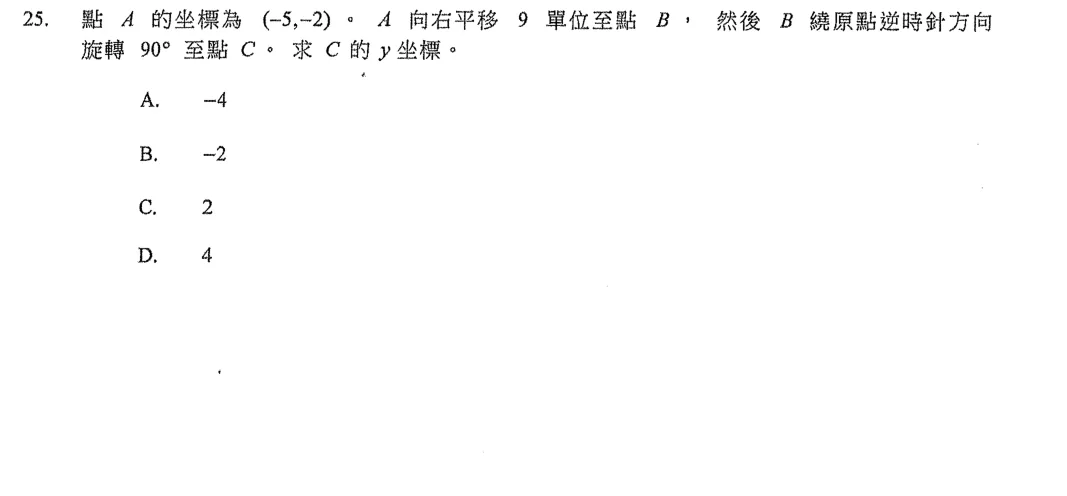 25. 點 A 的坐標為 (−5,−2)。 A 向右平移 9 單位至點 B， 然後 B 繞原點逆時針方向
旋轉 90° 至點 C。求 C 的 y 坐標。
A. −4
B. −2
C. 2
D. 4